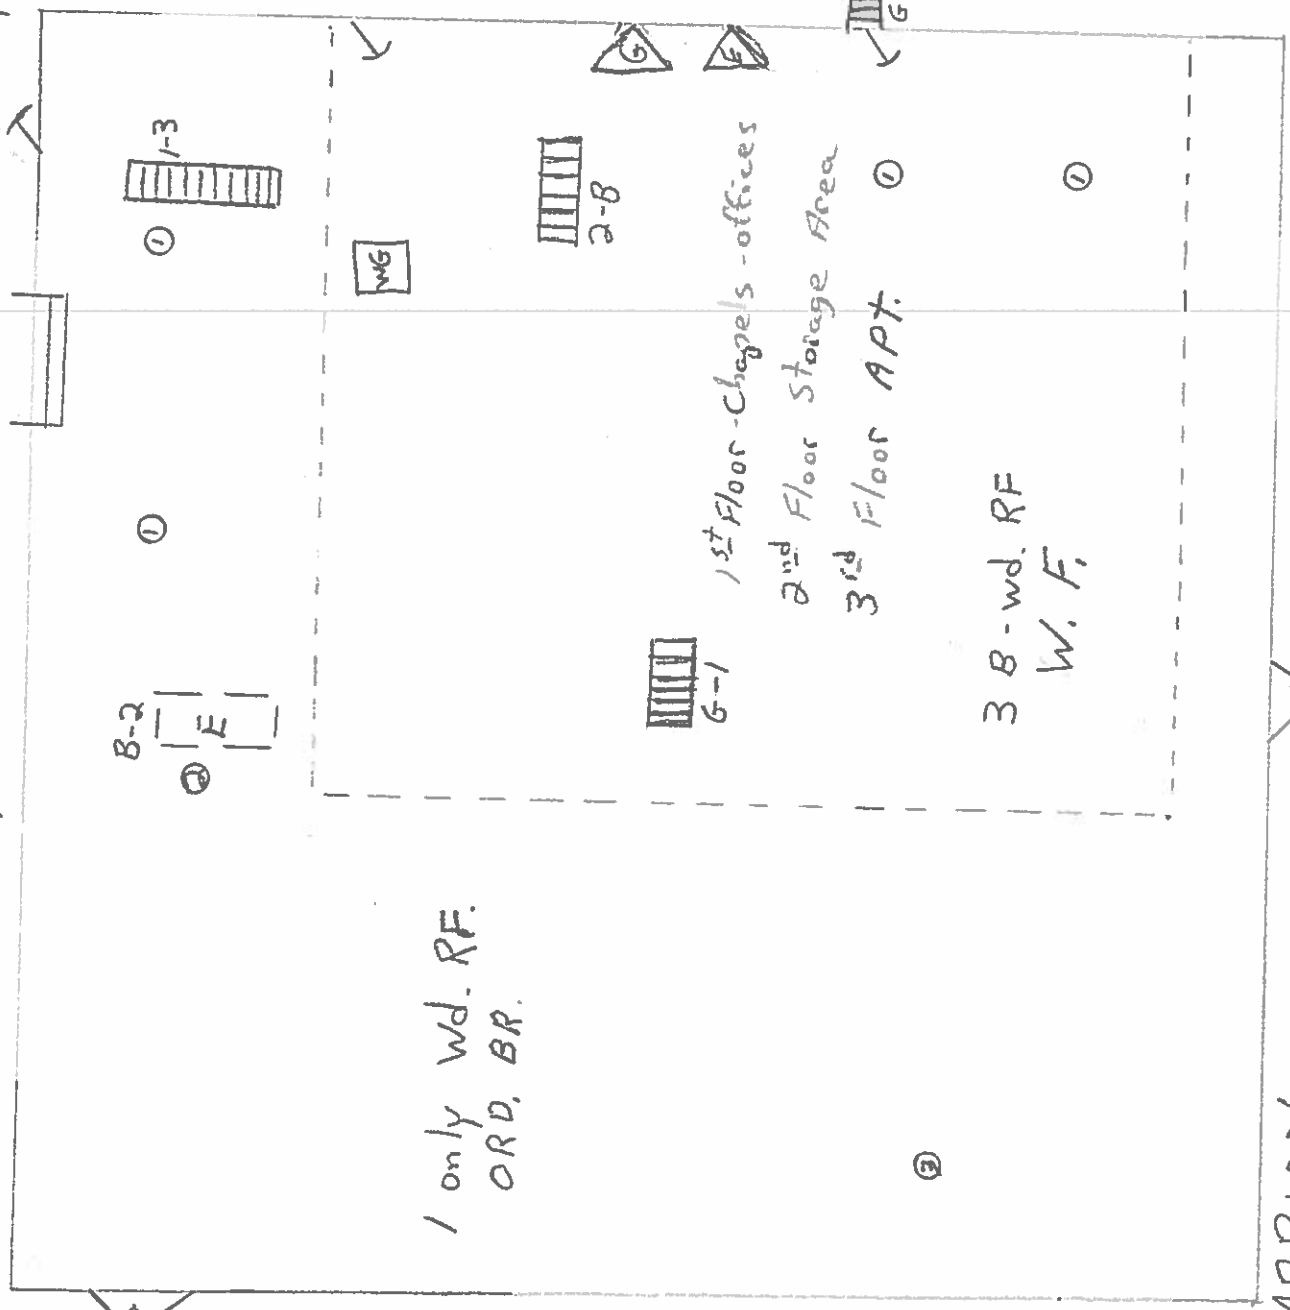 B-2
E
②
①
①
1-3
WG
2-B
G
E
G
G-1
1st Floor-Chapels-offices
2nd Floor Storage Area
3rd Floor APT.
①
①
3 B-wd. RF
W. F.
1 only Wd. RF.
ORD. BR.
③